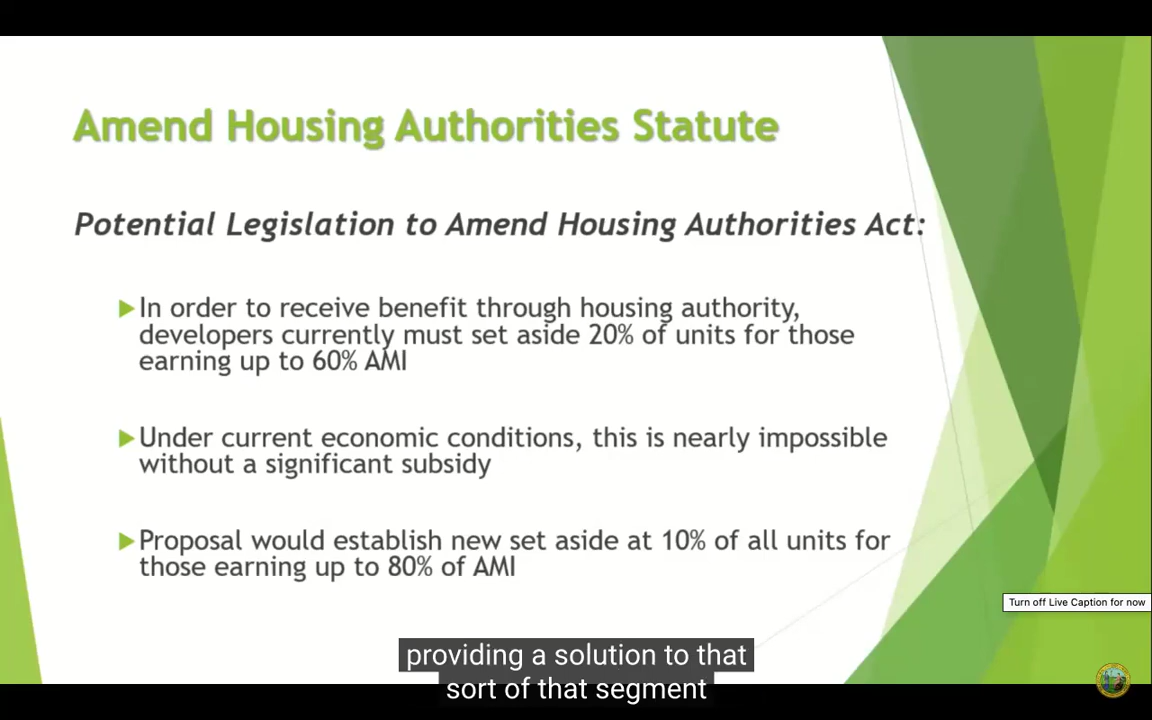 Amend Housing Authorities Statute
Potential Legislation to Amend Housing Authorities Act:
In order to receive benefit through housing authority,
developers currently must set aside 20% of units for those
earning up to 60% AMI
Under current economic conditions, this is nearly impossible
without a significant subsidy
Proposal would establish new set aside at 10% of all units for
those earning up to 80% of AMI
Turn off Live Caption for now
providing a solution to that
sort of that segment